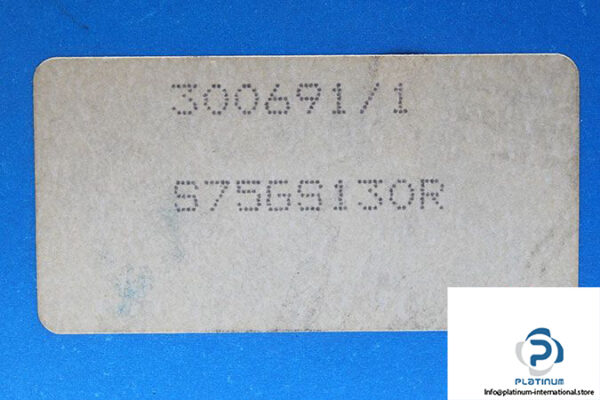 300691/1
S75GS130R
PLATINUM
Info@platinum-international.store